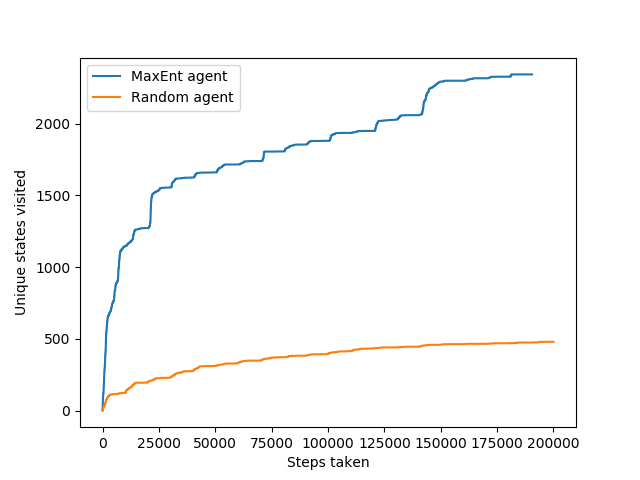 MaxEnt agent
Random agent
2000
1500
1000
500
0
Unique states visited
0 25000 50000 75000 100000 125000 150000 175000 200000
Steps taken